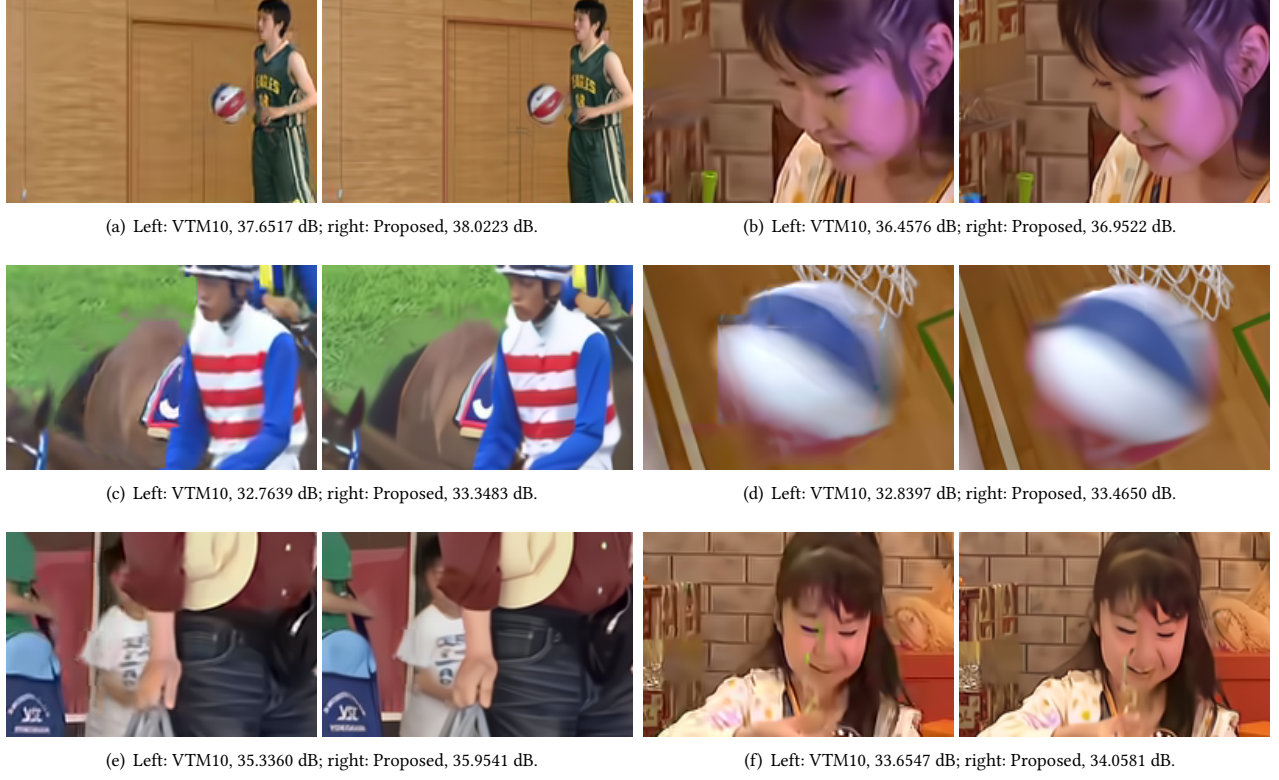 EAGLES
(a) Left: VTM10, 37.6517 dB; right: Proposed, 38.0223 dB.
(b) Left: VTM10, 36.4576 dB; right: Proposed, 36.9522 dB.
(c) Left: VTM10, 32.7639 dB; right: Proposed, 33.3483 dB.
(d) Left: VTM10, 32.8397 dB; right: Proposed, 33.4650 dB.
(e) Left: VTM10, 35.3360 dB; right: Proposed, 35.9541 dB.
(f) Left: VTM10, 33.6547 dB; right: Proposed, 34.0581 dB.